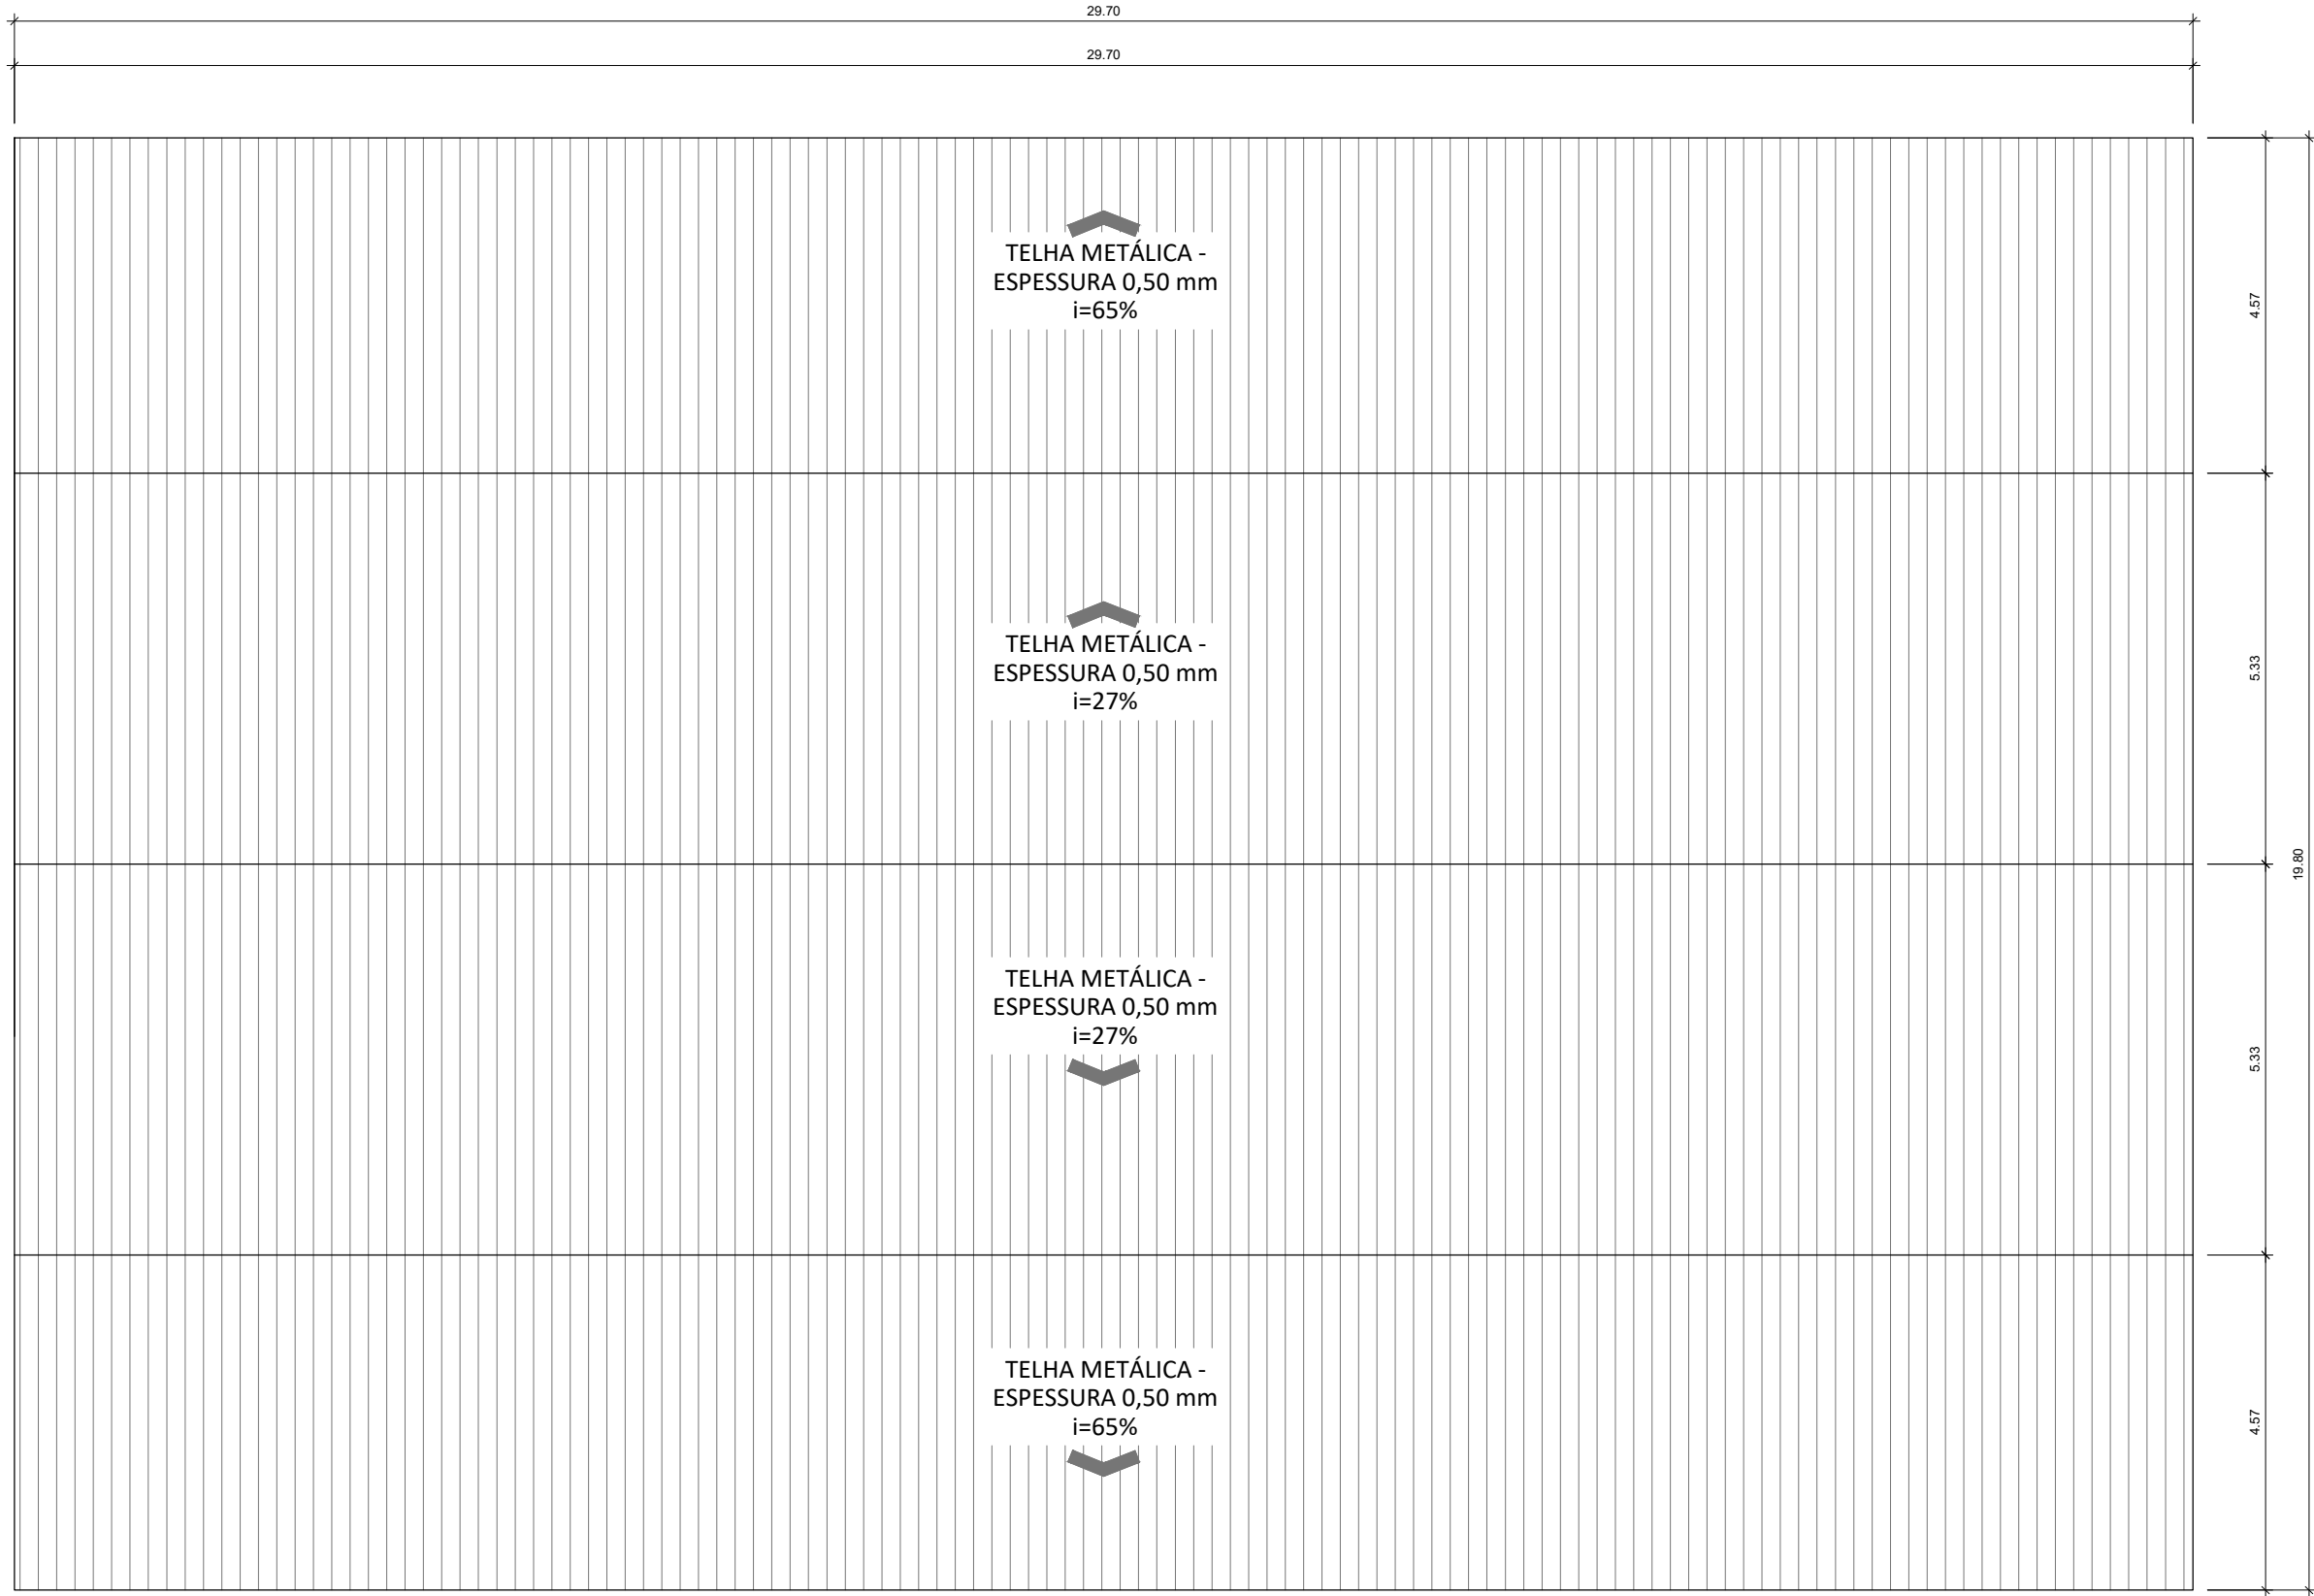 29.70
29.70
TELHA METÁLICA -
ESPESSURA 0,50 mm
i=65%
4.57
TELHA METÁLICA -
ESPESSURA 0,50 mm
i=27%
5.33
19.80
TELHA METÁLICA -
ESPESSURA 0,50 mm
i=27%
5.33
TELHA METÁLICA -
ESPESSURA 0,50 mm
i=65%
4.57